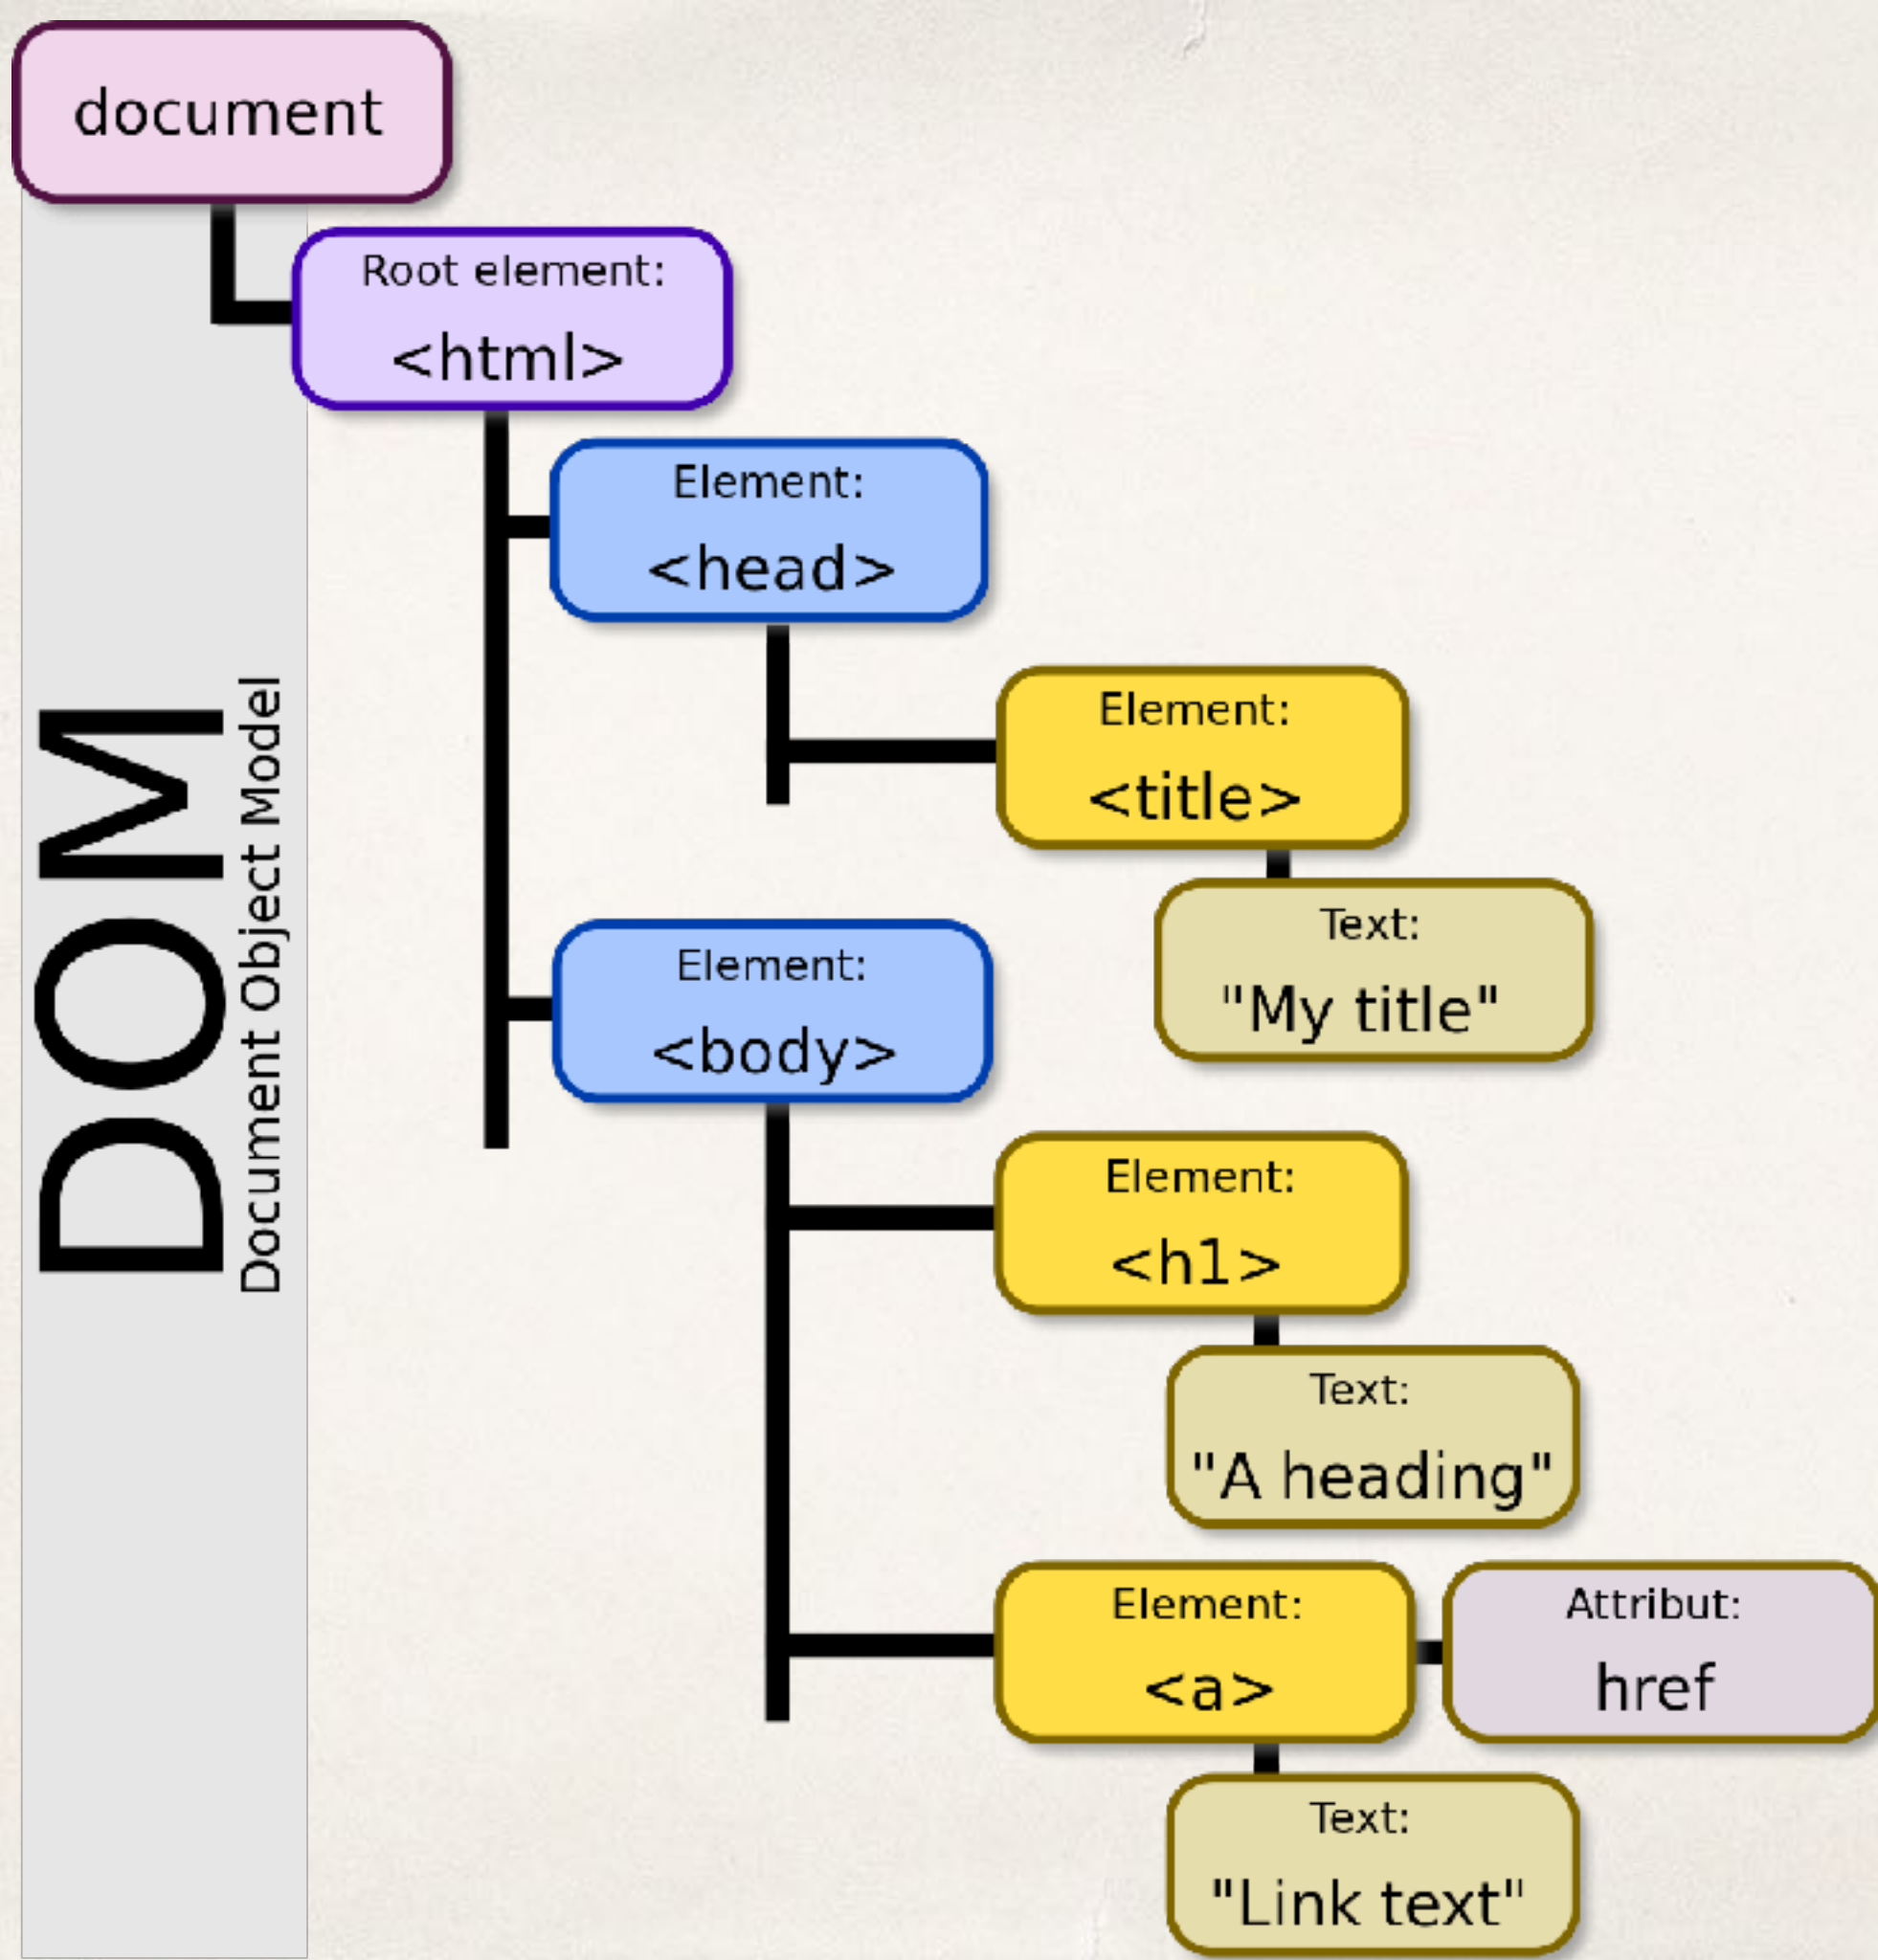 document
Root element:
<html>
Element:
<head>
Element:
<title>
Text:
"My title"
Element:
<body>
Element:
<h1>
Text:
"A heading"
Element:
<a>
Attribut:
href
Text:
"Link text"
DOM
Document Object Model